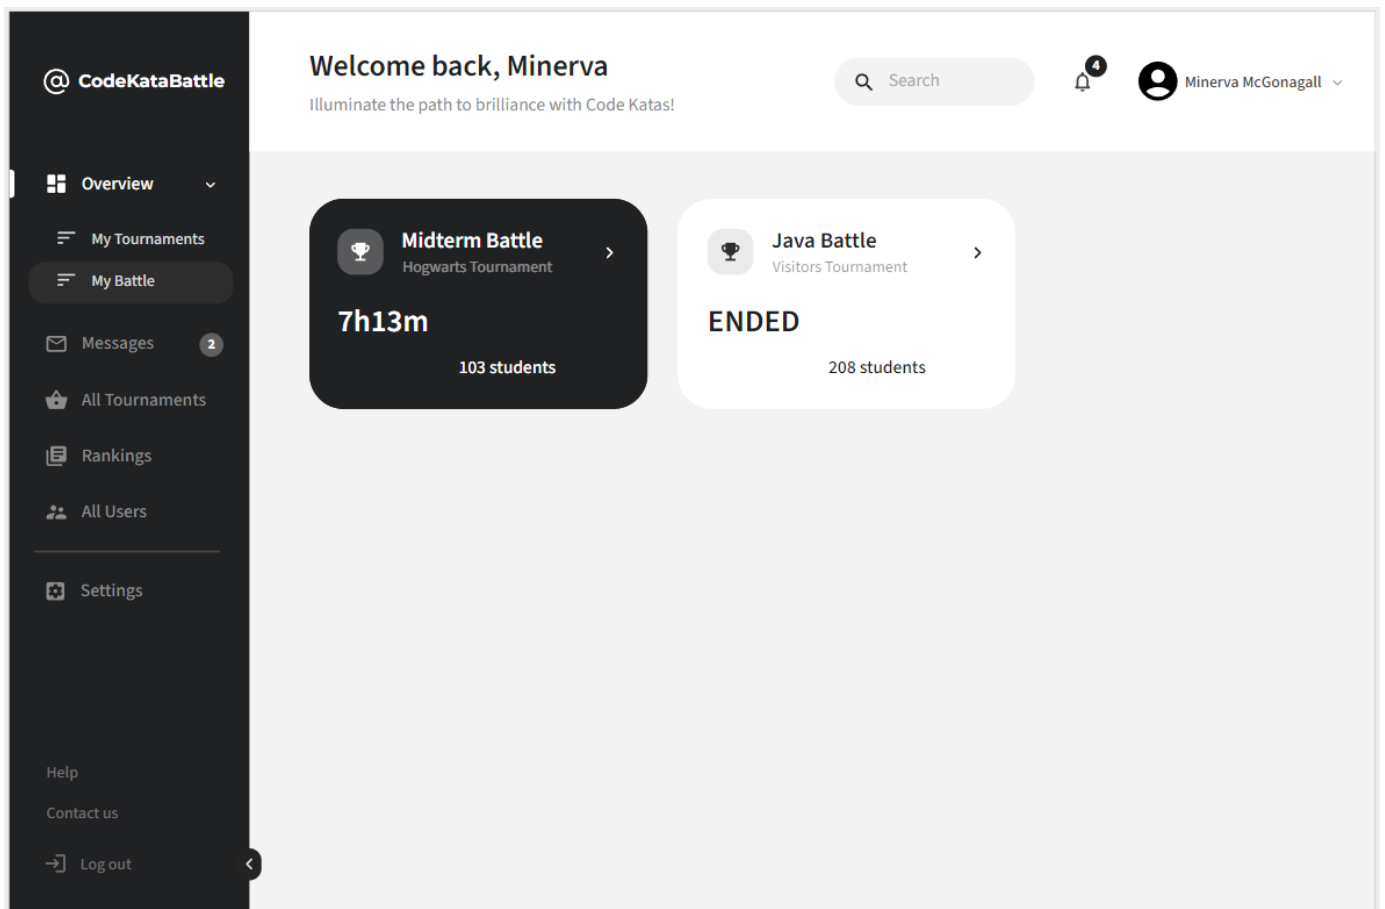 @ CodeKataBattle
Welcome back, Minerva
Illuminate the path to brilliance with Code Katas!
Search
4
Minerva McGonagall
Overview
My Tournaments
My Battle
Messages
2
All Tournaments
Rankings
All Users
Settings
Help
Contact us
Log out
Midterm Battle
Hogwarts Tournament
7h13m
103 students
Java Battle
Visitors Tournament
ENDED
208 students